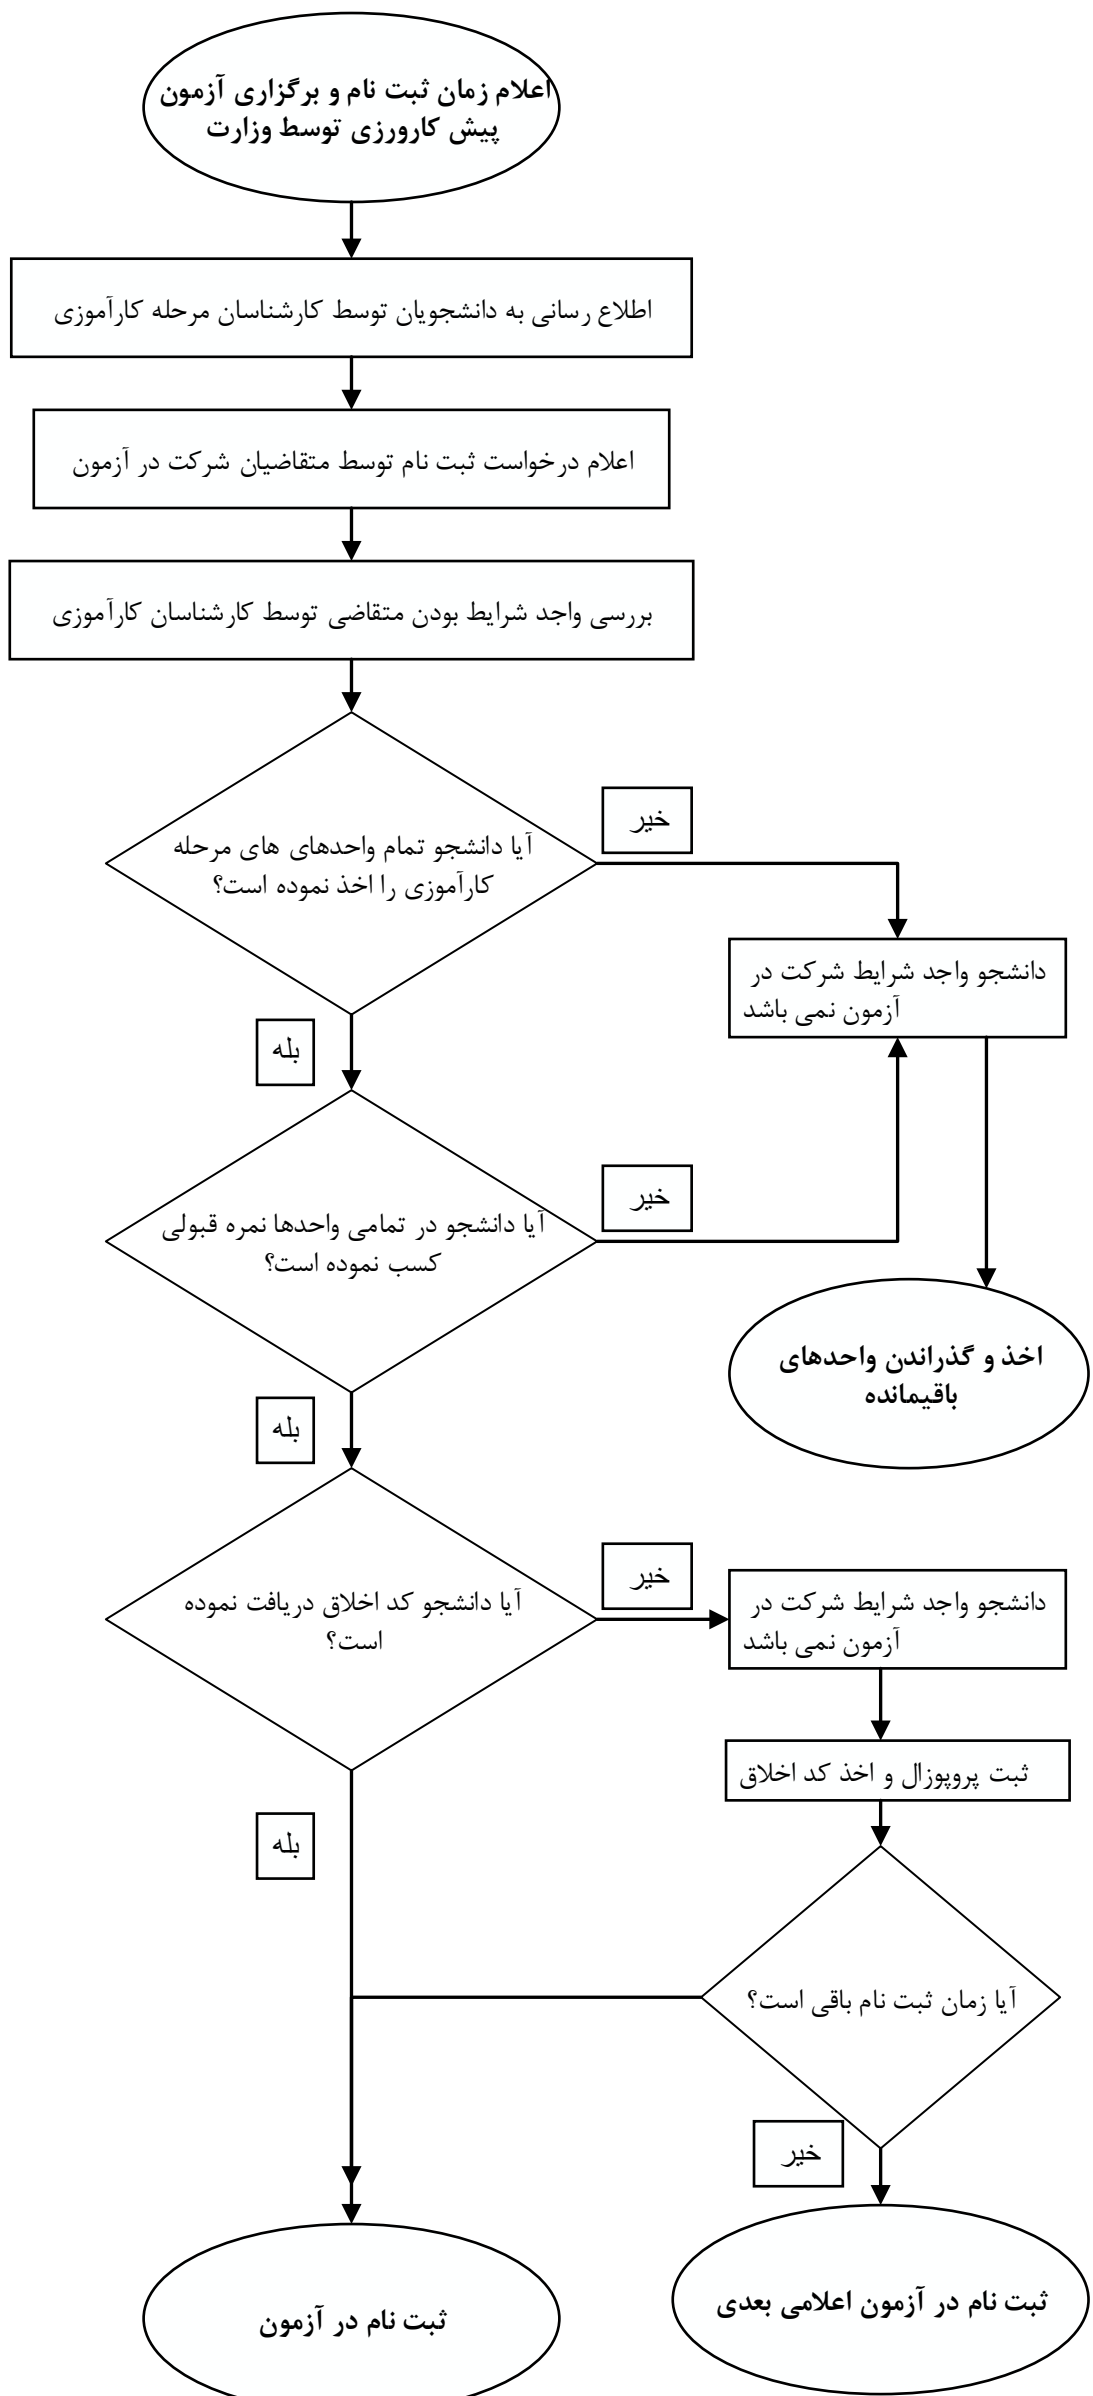 اعلام زمان ثبت نام و برگزاری آزمون
پیش کارورزی توسط وزارت
اطلاع رسانی به دانشجویان توسط کارشناسان مرحله کارآموزی
اعلام درخواست ثبت نام توسط متقاضیان شرکت در آزمون
بررسی واجد شرایط بودن متقاضی توسط کارشناسان کارآموزی
خیر
آیا دانشجو تمام واحدهای های مرحله
کارآموزی را اخذ نموده است؟
دانشجو واجد شرایط شرکت در
آزمون نمی باشد
بله
خیر
آیا دانشجو در تمامی واحدها نمره قبولی
کسب نموده است؟
اخذ و گذراندن واحدهای
باقیمانده
بله
خیر
آیا دانشجو کد اخلاق دریافت نموده
است؟
دانشجو واجد شرایط شرکت در
آزمون نمی باشد
ثبت پروپوزال و اخذ کد اخلاق
بله
آیا زمان ثبت نام باقی است؟
خیر
ثبت نام در آزمون اعلامی بعدی
ثبت نام در آزمون